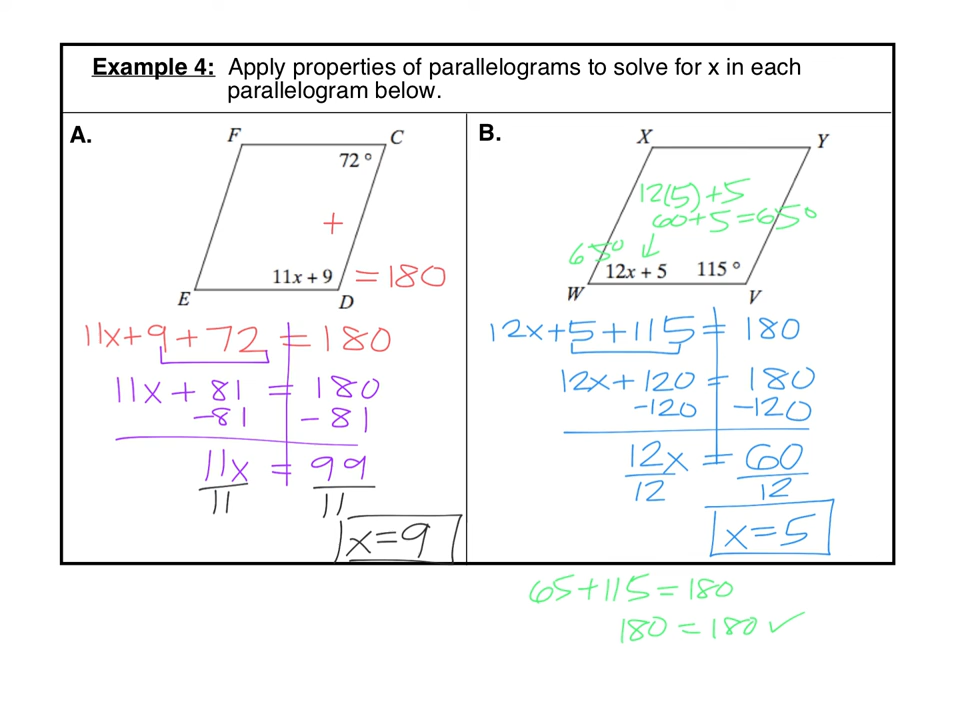 Example 4: Apply properties of parallelograms to solve for x in each
parallelogram below.
A.
F
C
72 °
+
11x + 9
= 180
E
D
11x+9+72 = 180
11x + 81 = 180
-81 -81
11x = 99
11 11
x=9
B.
X
Y
12(5)+5
60+5=65°
65° ↓
12x + 5
115 °
W
V
12x+5+115 = 180
12x+120 = 180
-120 -120
12x = 60
12 12
x=5
65+115=180
180=180 ✓